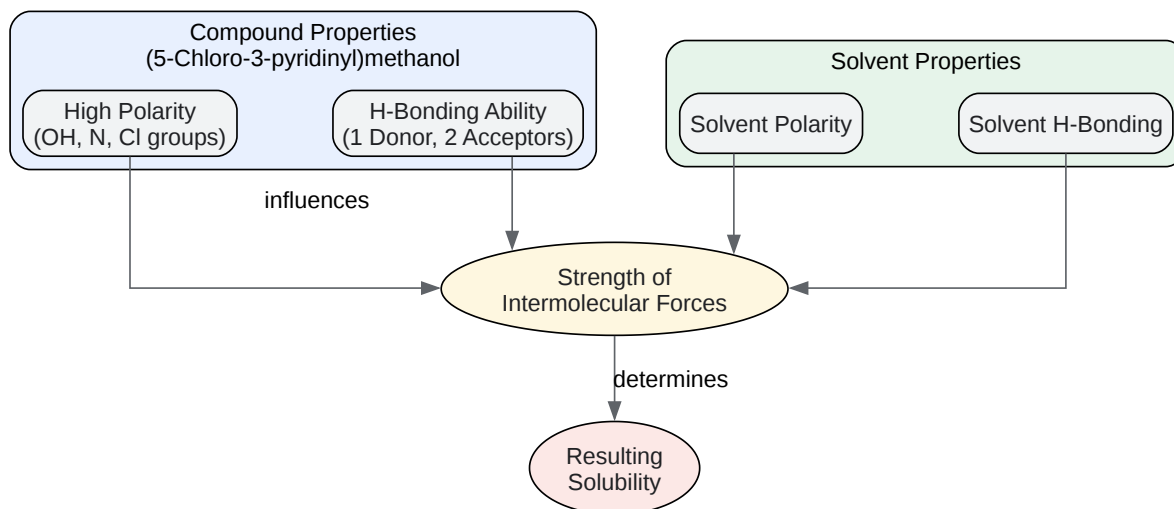 Compound Properties
(5-Chloro-3-pyridinyl)methanol
Solvent Properties
High Polarity
(OH, N, Cl groups)
H-Bonding Ability
(1 Donor, 2 Acceptors)
Solvent Polarity
Solvent H-Bonding
influences
Strength of
Intermolecular Forces
determines
Resulting
Solubility